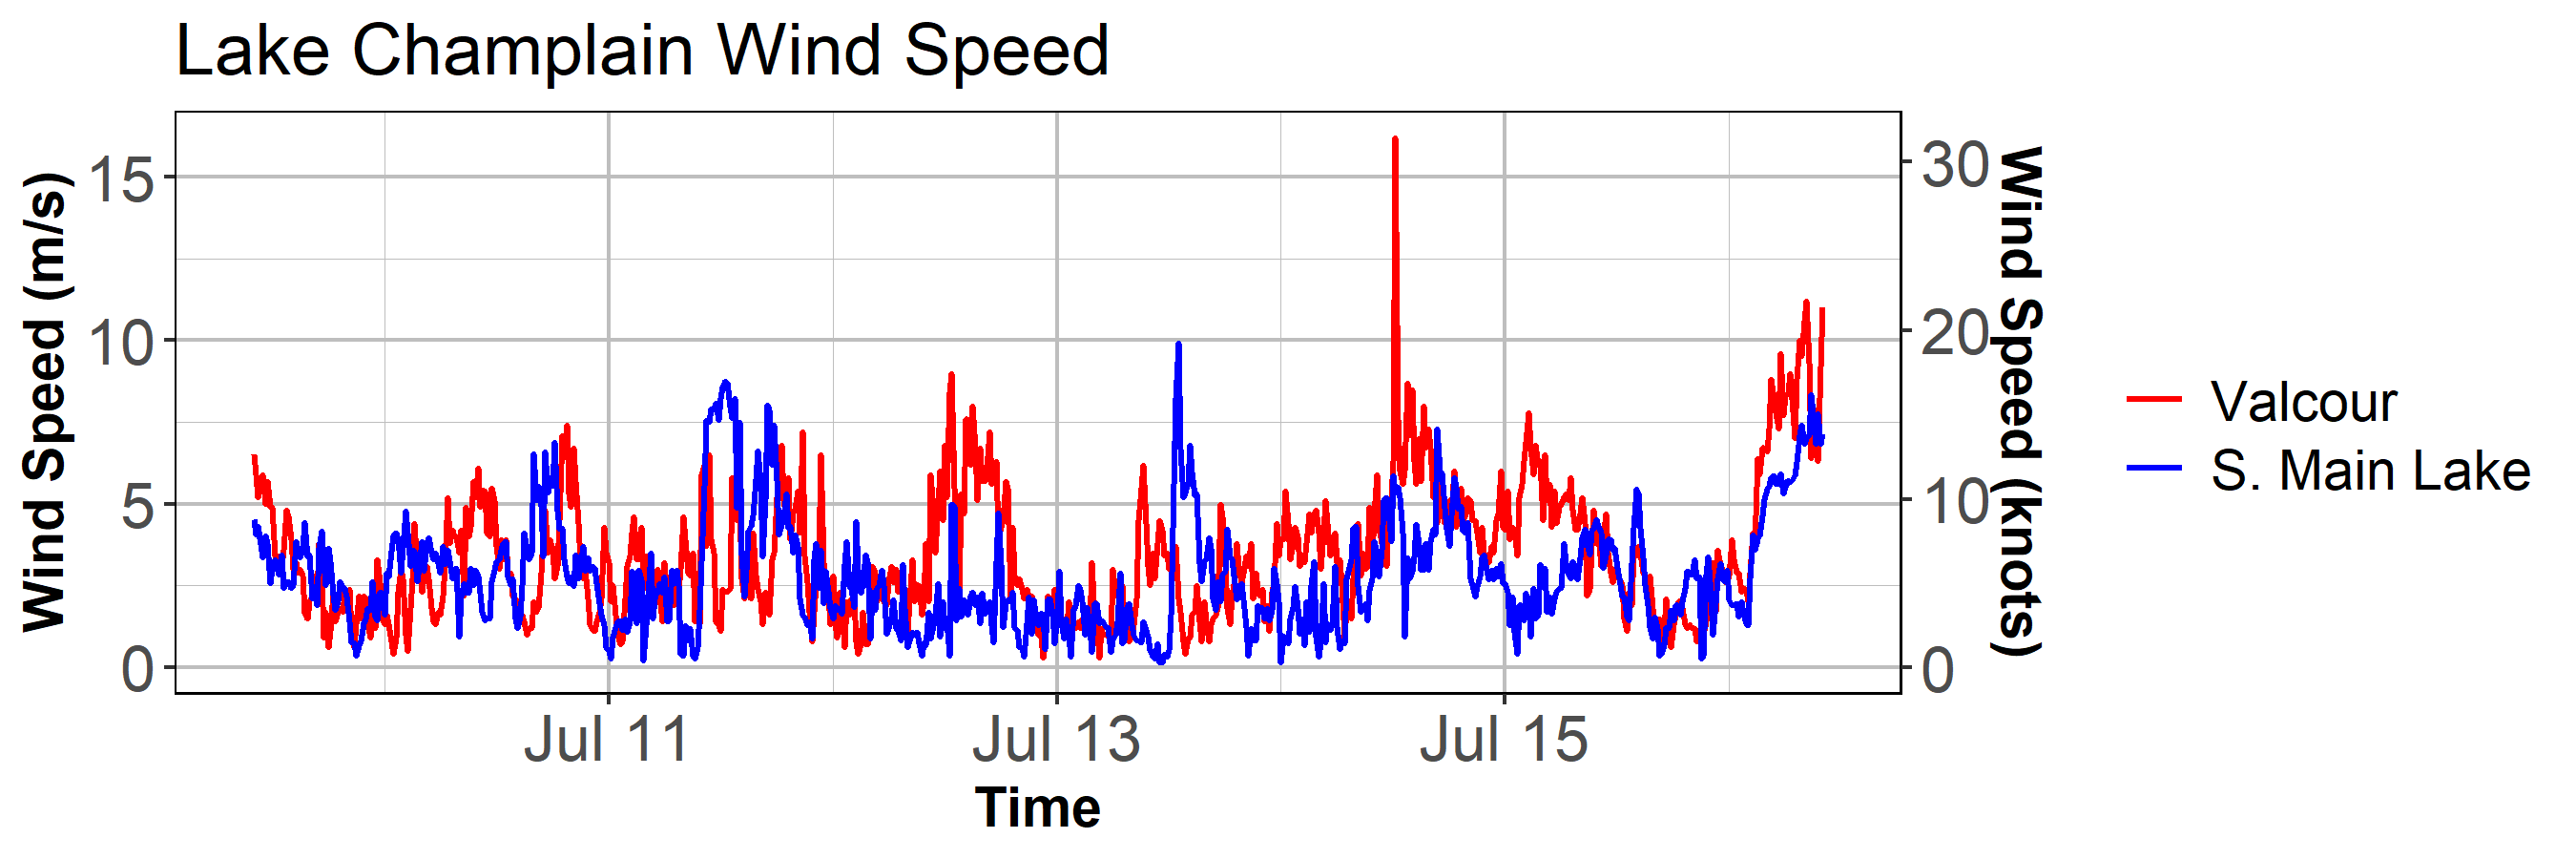 Lake Champlain Wind Speed
Wind Speed (m/s)
15
10
5
0
30
20
10
0
Wind Speed (knots)
Jul 11
Jul 13
Jul 15
Time
Valcour
S. Main Lake